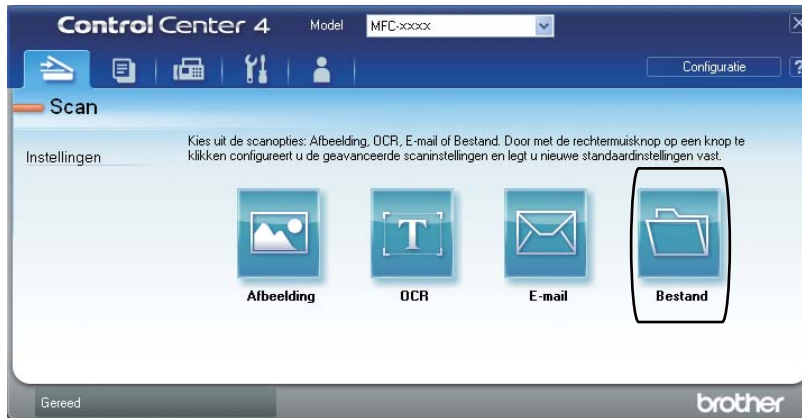 Control Center 4 Model MFC-xxxx
Configuratie ?
Scan
Kies uit de scanopties: Afbeelding, OCR, E-mail of Bestand. Door met de rechtermuisknop op een knop te
klikken configureert u de geavanceerde scaninstellingen en legt u nieuwe standaardinstellingen vast.
Instellingen
T
Afbeelding OCR E-mail Bestand
Gereed brother